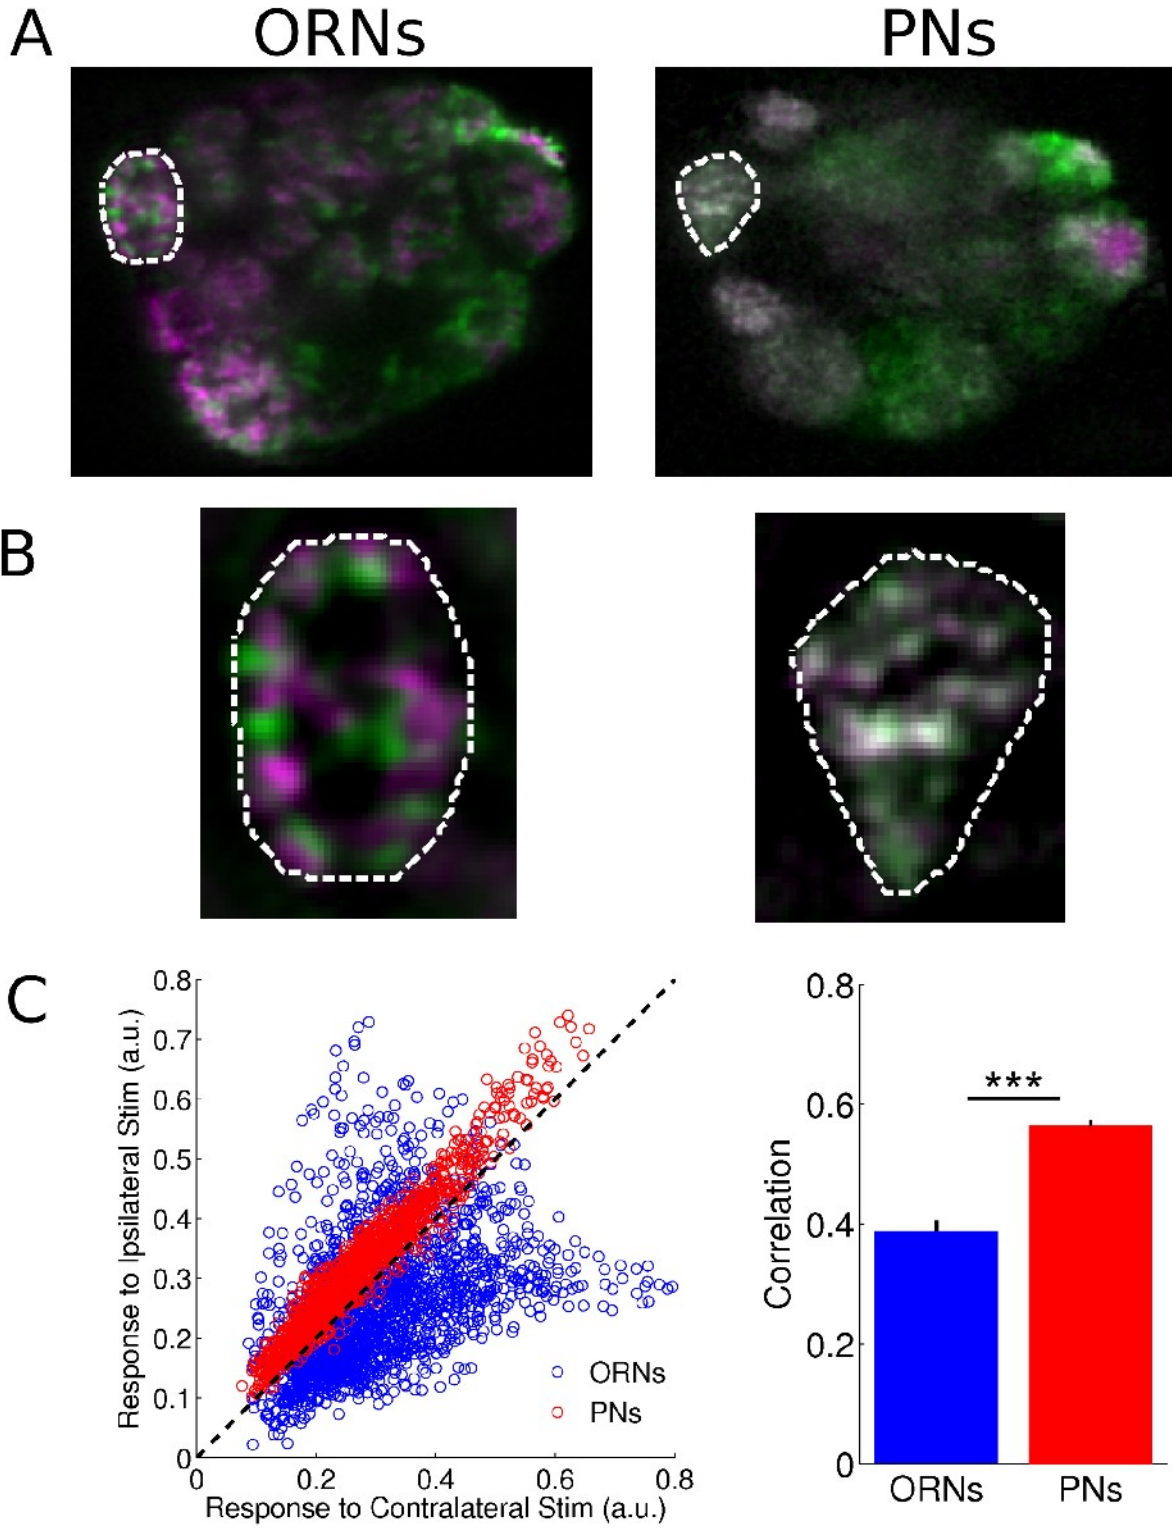 A
ORNs
PNs
B
C
0.8
0.7
0.6
0.5
0.4
0.3
0.2
0.1
0
Response to Ipsilateral Stim (a.u.)
0
0.2
0.4
0.6
0.8
Response to Contralateral Stim (a.u.)
ORNs
PNs
0.8
0.6
0.4
0.2
0
Correlation
***
ORNs
PNs